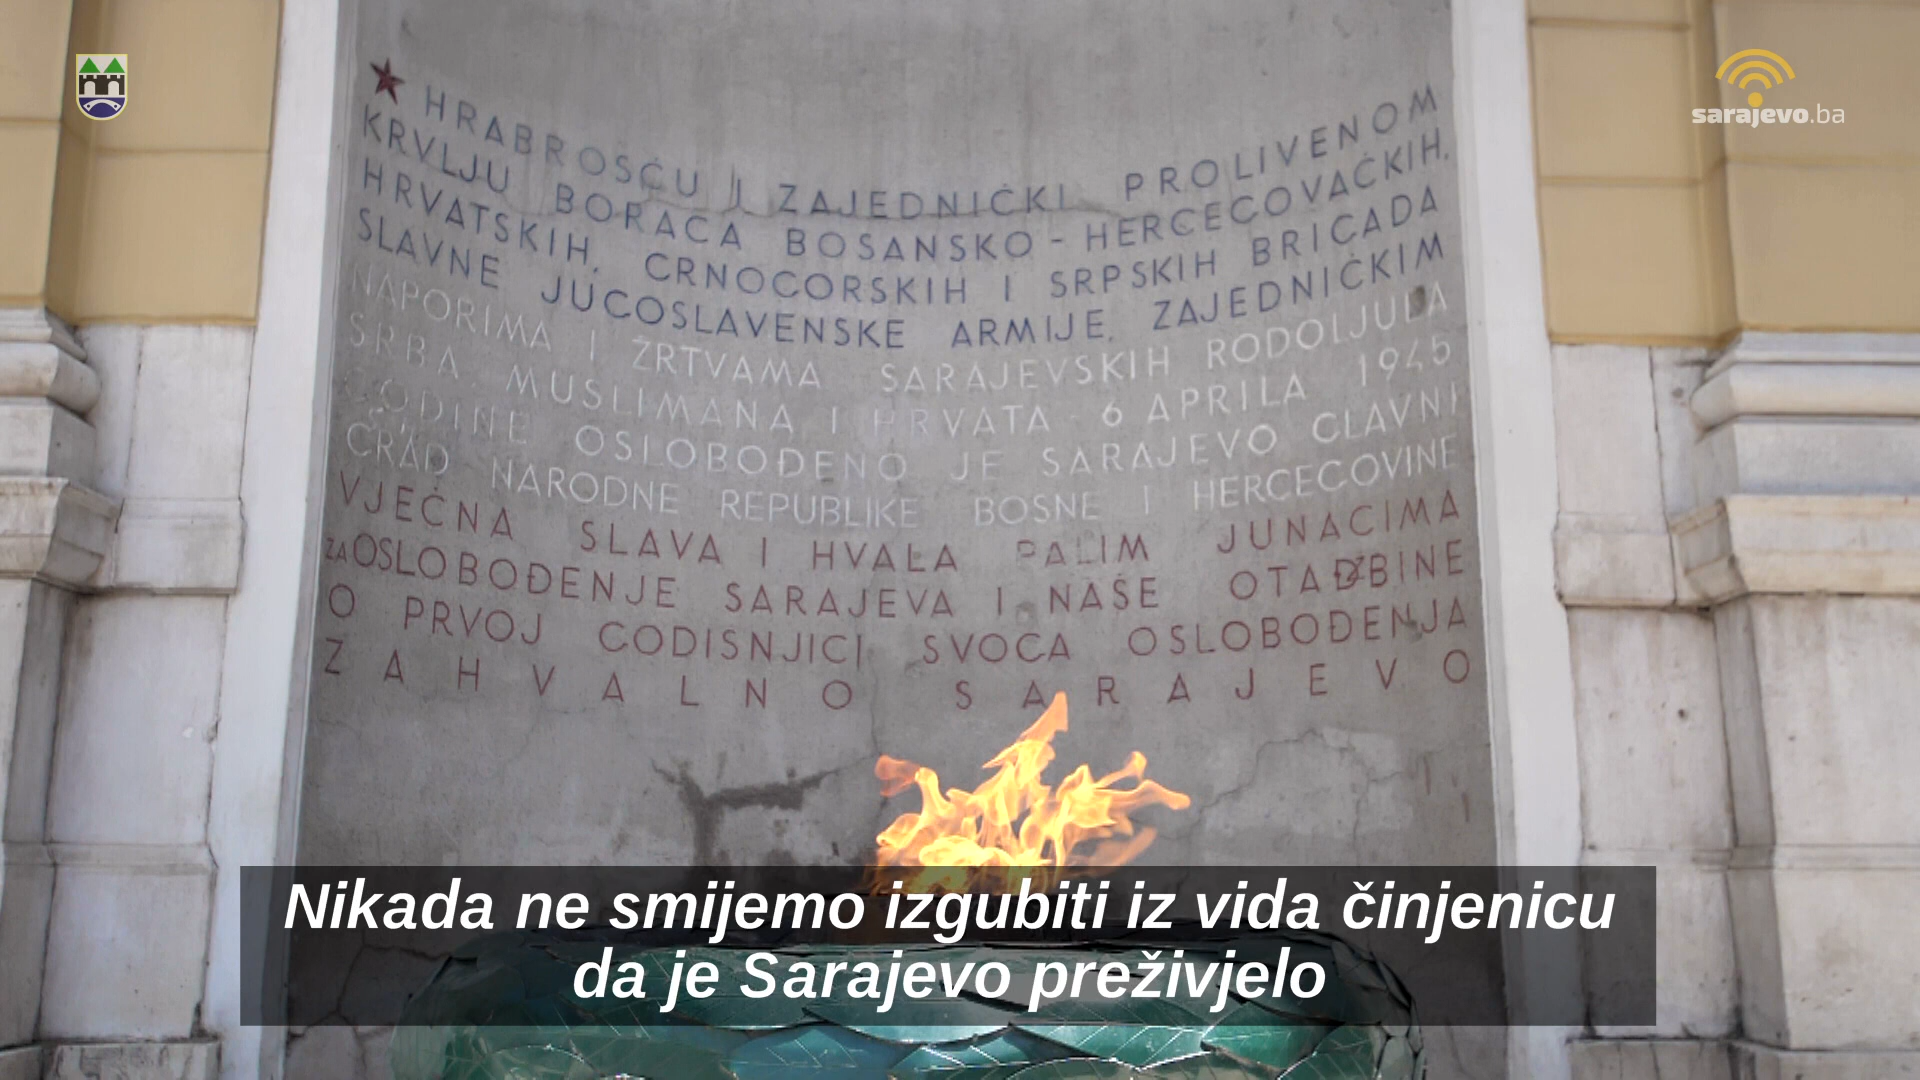 sarajevo.ba
HRABROŠĆU I ZAJEDNIČKI PROLIVENOM
KRVLJU BORACA BOSANSKO-HERCEGOVAČKIH,
HRVATSKIH, CRNOGORSKIH I SRPSKIH BRIGADA
SLAVNE JUGOSLAVENSKE ARMIJE, ZAJEDNIČKIM
NAPORIMA I ŽRTVAMA SARAJEVSKIH RODOLJUBA
SRBA MUSLIMANA I HRVATA 6 APRILA 1945
GODINE OSLOBOĐENO JE SARAJEVO GLAVNI
GRAD NARODNE REPUBLIKE BOSNE I HERCEGOVINE
VJEČNA SLAVA I HVALA PALIM JUNACIMA
ZA OSLOBOĐENJE SARAJEVA I NAŠE OTADŽBINE
O PRVOJ GODISNJICI SVOGA OSLOBOĐENJA
ZAHVALNO SARAJEVO
Nikada ne smijemo izgubiti iz vida činjenicu
da je Sarajevo preživjelo